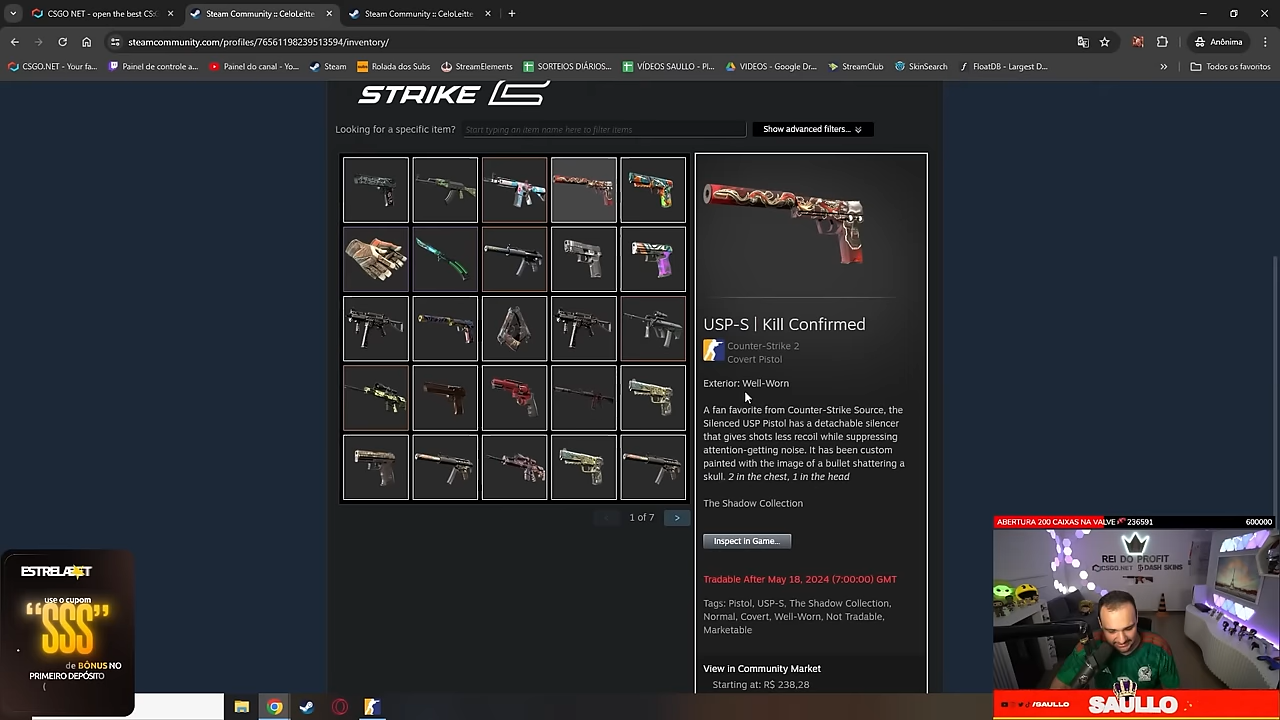 CSGO NET - open the best CS:
Steam Community :: CeloLeitte
Steam Community :: CeloLeitte
steamcommunity.com/profiles/76561198239513594/inventory/
Anônima
CSGO.NET - Your fa...
Painel de controle a...
Painel do canal - Yo...
Steam
Rolada dos Subs
StreamElements
SORTEIOS DIÁRIOS...
VÍDEOS SAULLO - Pl...
VIDEOS - Google Dr...
StreamClub
SkinSearch
FloatDB - Largest D...
»
Todos os favoritos
STRIKE
Looking for a specific item?
Start typing an item name here to filter items
Show advanced filters...
USP-S | Kill Confirmed
Counter-Strike 2
Covert Pistol
Exterior: Well-Worn
A fan favorite from Counter-Strike Source, the
Silenced USP Pistol has a detachable silencer
that gives shots less recoil while suppressing
attention-getting noise. It has been custom
painted with the image of a bullet shattering a
skull. 2 in the chest, 1 in the head
The Shadow Collection
1 of 7 >
Inspect in Game...
Tradable After May 18, 2024 (7:00:00) GMT
Tags: Pistol, USP-S, The Shadow Collection,
Normal, Covert, Well-Worn, Not Tradable,
Marketable
View in Community Market
Starting at: R$ 238,28
ABERTURA 200 CAIXAS NA VALVE 236591 600000
REI DO PROFIT
CSGO.NET DASH SKINS
/SAULLO
SAULLO
ESTRELABET
use o cupom
“SSS”
de BÔNUS NO
PRIMEIRO DEPÓSITO
(